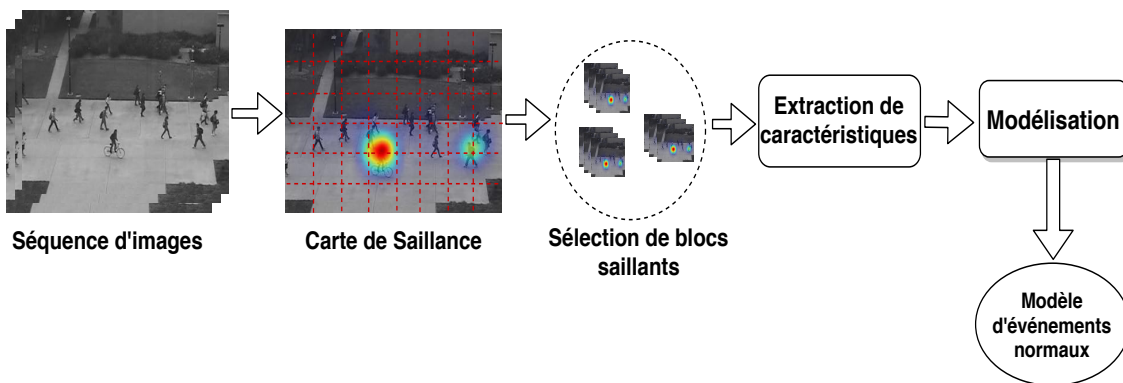 Séquence d'images
Carte de Saillance
Sélection de blocs
saillants
Extraction de
caractéristiques
Modélisation
Modèle
d'événements
normaux